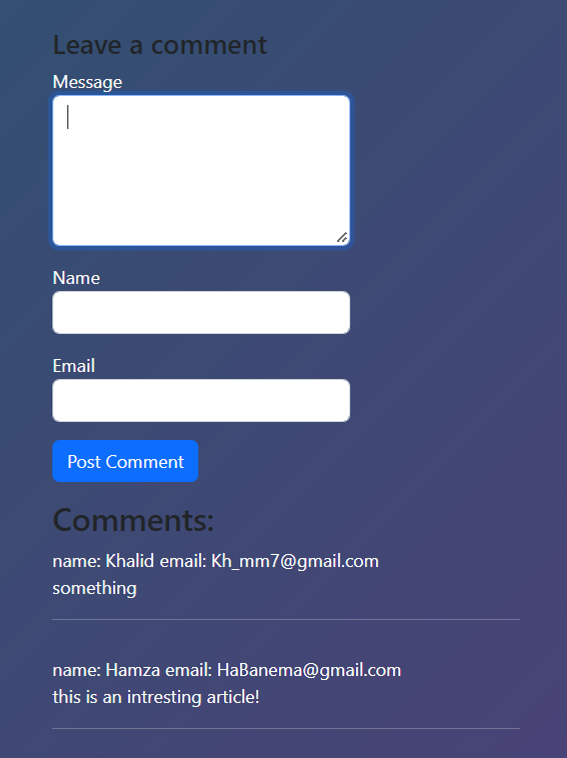 Leave a comment
Message
Name
Email
Post Comment
Comments:
name: Khalid email: Kh_mm7@gmail.com
something
name: Hamza email: HaBanema@gmail.com
this is an intresting article!